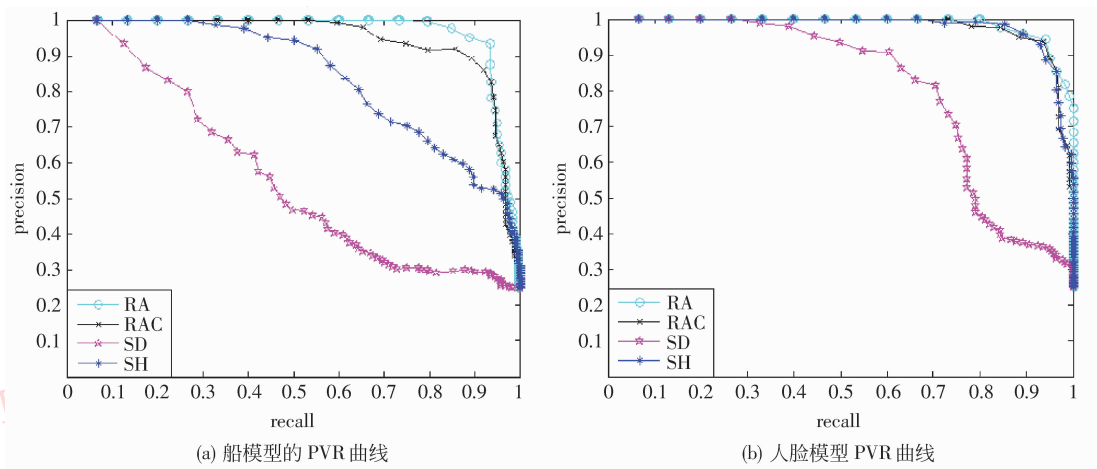 1
0.9
0.8
0.7
0.6
0.5
0.4
0.3
0.2
0.1
precision
RA
RAC
SD
SH
0 0.1 0.2 0.3 0.4 0.5 0.6 0.7 0.8 0.9 1
recall
(a) 船模型的 PVR 曲线
1
0.9
0.8
0.7
0.6
0.5
0.4
0.3
0.2
0.1
precision
RA
RAC
SD
SH
0 0.1 0.2 0.3 0.4 0.5 0.6 0.7 0.8 0.9 1
recall
(b) 人脸模型 PVR 曲线